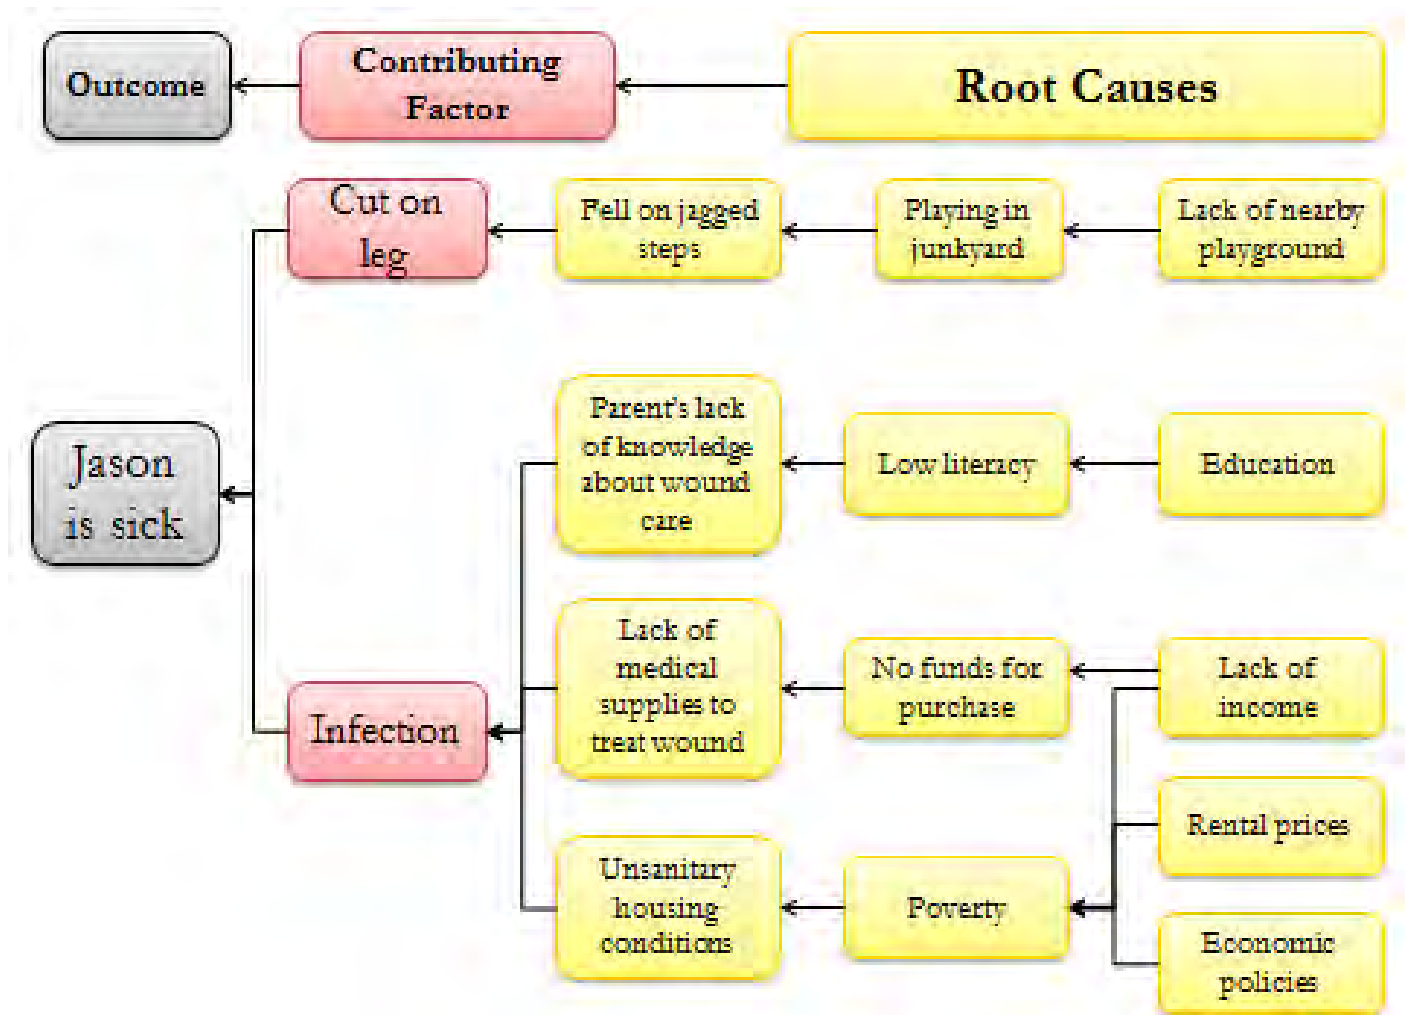 Outcome
Contributing
Factor
Root Causes
Cut on
leg
Fell on jagged
steps
Playing in
junkyard
Lack of nearby
playground
Jason
is sick
Parent's lack
of knowledge
about wound
care
Low literacy
Education
Infection
Lack of
medical
supplies to
treat wound
No funds for
purchase
Lack of
income
Rental prices
Unsanitary
housing
conditions
Poverty
Economic
policies